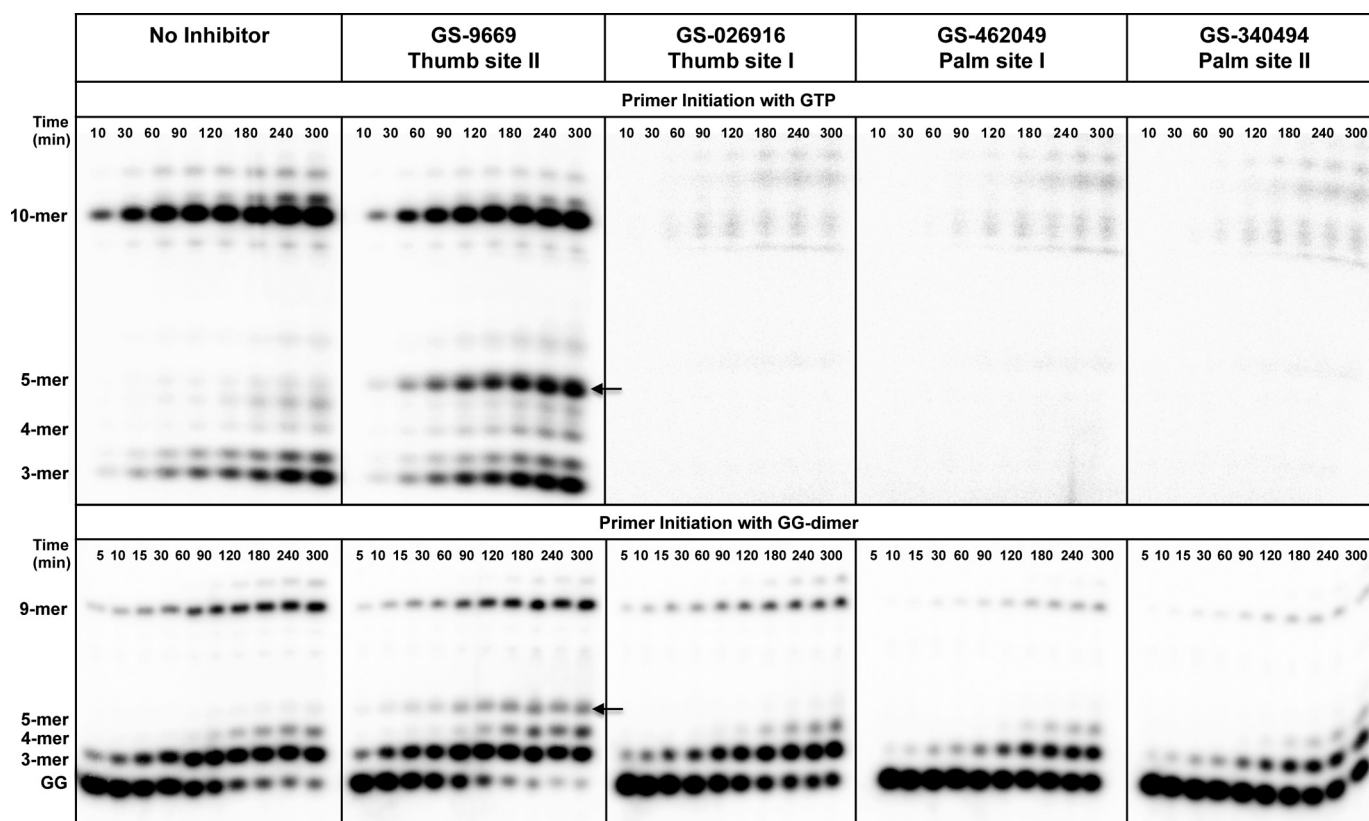 No Inhibitor GS-9669 GS-026916 GS-462049 GS-340494
Thumb site II Thumb site I Palm site I Palm site II
Primer Initiation with GTP
Time
(min)
10 30 60 90 120 180 240 300 10 30 60 90 120 180 240 300 10 30 60 90 120 180 240 300 10 30 60 90 120 180 240 300 10 30 60 90 120 180 240 300
10-mer
5-mer
4-mer
3-mer
Primer Initiation with GG-dimer
Time
(min)
5 10 15 30 60 90 120 180 240 300 5 10 15 30 60 90 120 180 240 300 5 10 15 30 60 90 120 180 240 300 5 10 15 30 60 90 120 180 240 300 5 10 15 30 60 90 120 180 240 300
9-mer
5-mer
4-mer
3-mer
GG